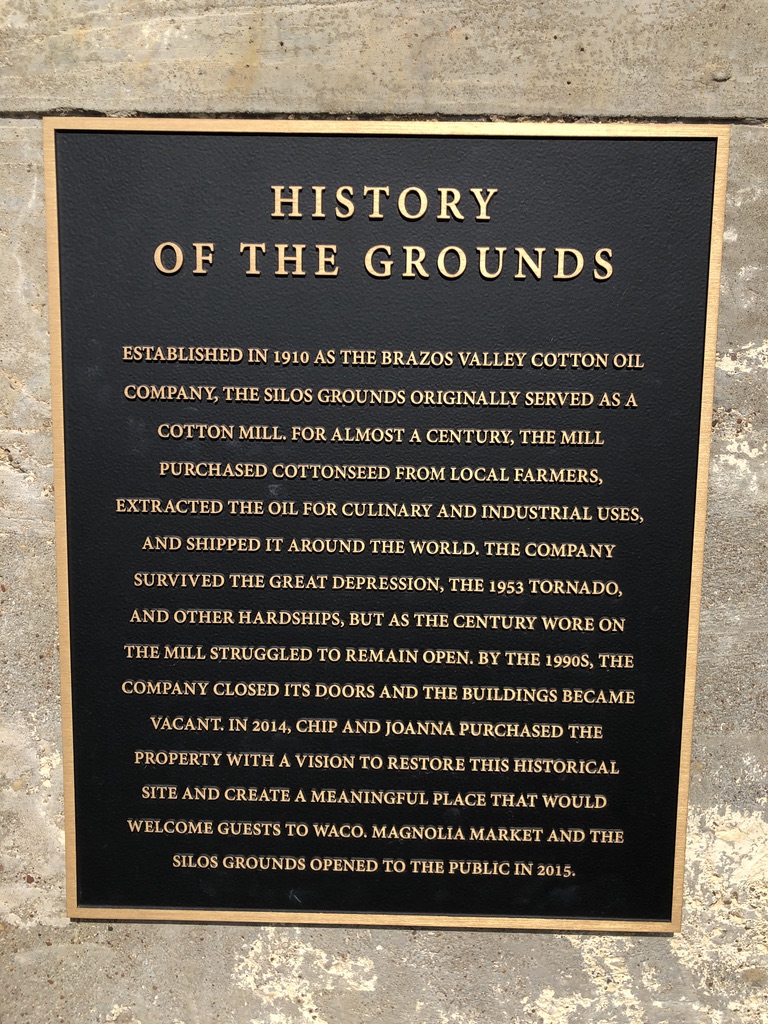 HISTORY
OF THE GROUNDS
ESTABLISHED IN 1910 AS THE BRAZOS VALLEY COTTON OIL
COMPANY, THE SILOS GROUNDS ORIGINALLY SERVED AS A
COTTON MILL. FOR ALMOST A CENTURY, THE MILL
PURCHASED COTTONSEED FROM LOCAL FARMERS,
EXTRACTED THE OIL FOR CULINARY AND INDUSTRIAL USES,
AND SHIPPED IT AROUND THE WORLD. THE COMPANY
SURVIVED THE GREAT DEPRESSION, THE 1953 TORNADO,
AND OTHER HARDSHIPS, BUT AS THE CENTURY WORE ON
THE MILL STRUGGLED TO REMAIN OPEN. BY THE 1990S, THE
COMPANY CLOSED ITS DOORS AND THE BUILDINGS BECAME
VACANT. IN 2014, CHIP AND JOANNA PURCHASED THE
PROPERTY WITH A VISION TO RESTORE THIS HISTORICAL
SITE AND CREATE A MEANINGFUL PLACE THAT WOULD
WELCOME GUESTS TO WACO. MAGNOLIA MARKET AND THE
SILOS GROUNDS OPENED TO THE PUBLIC IN 2015.